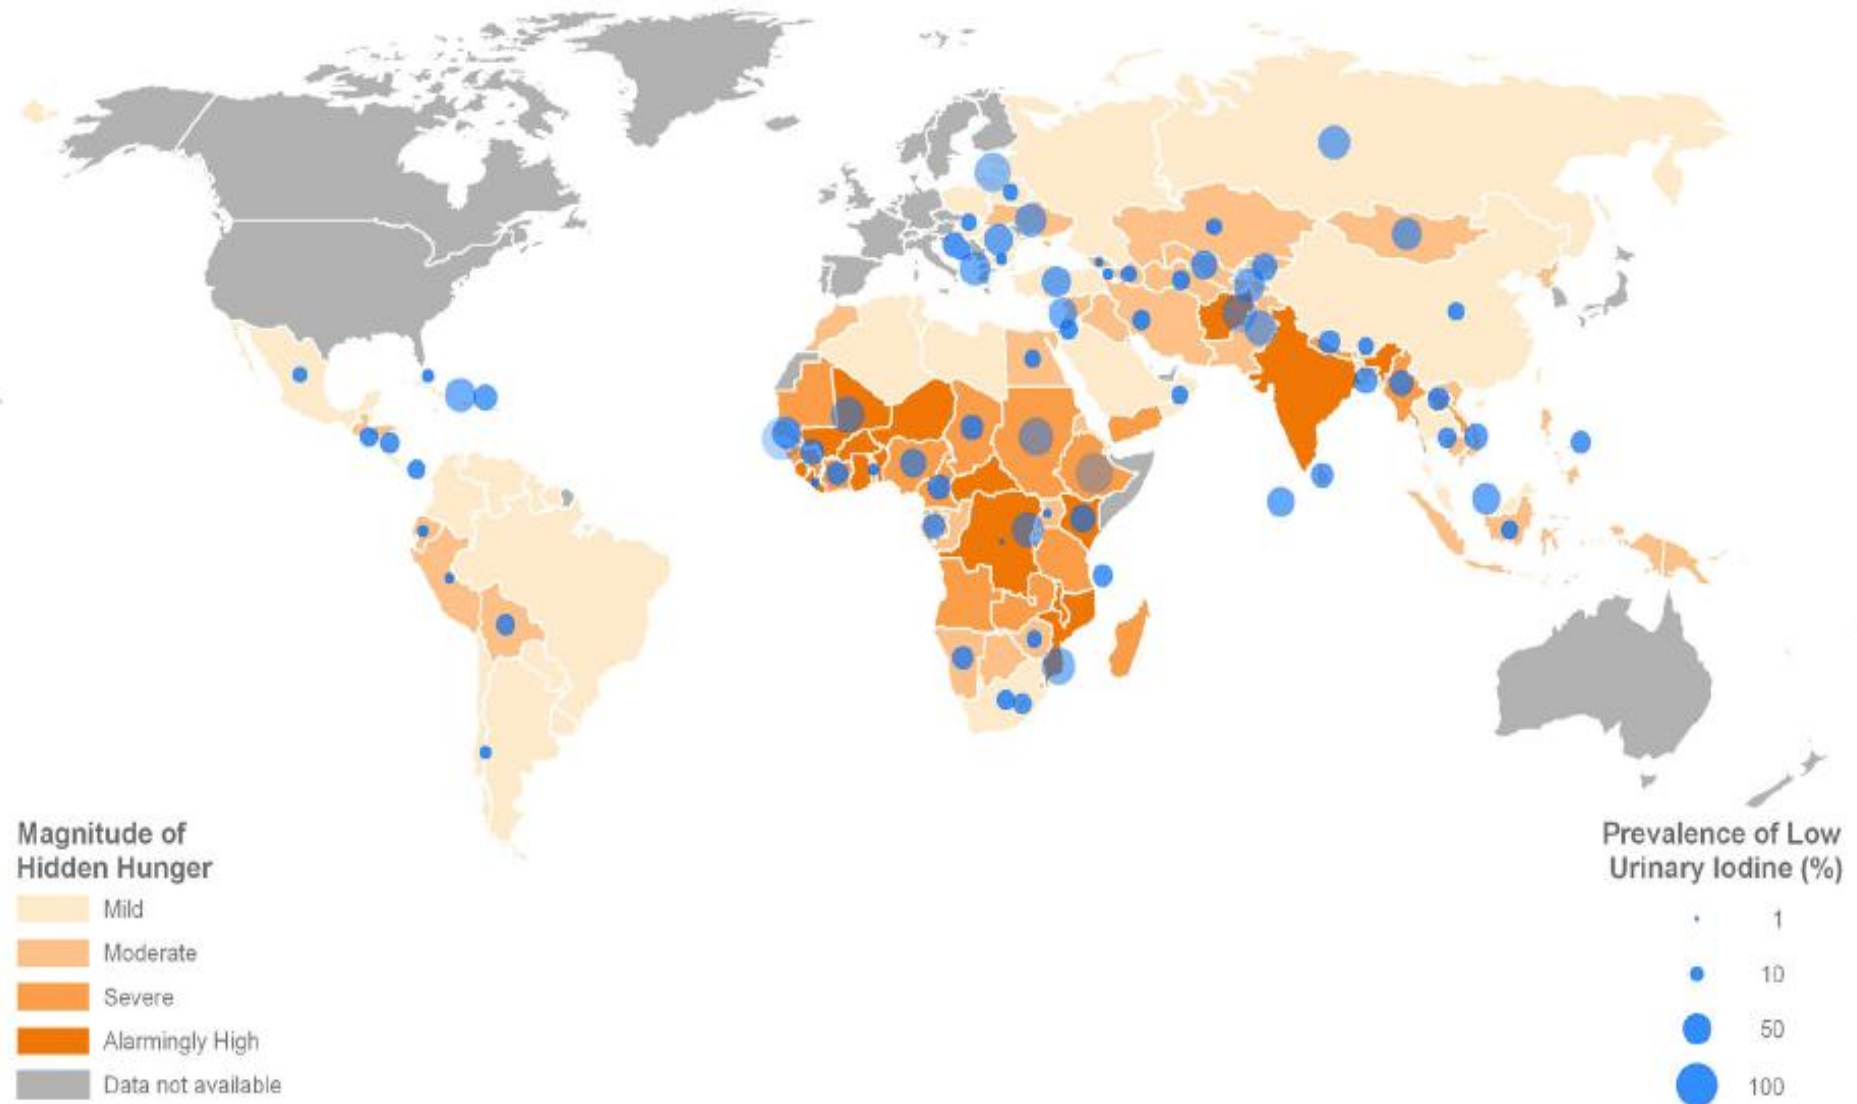 Magnitude of
Hidden Hunger
Mild
Moderate
Severe
Alarmingly High
Data not available
Prevalence of Low
Urinary Iodine (%)
1
10
50
100